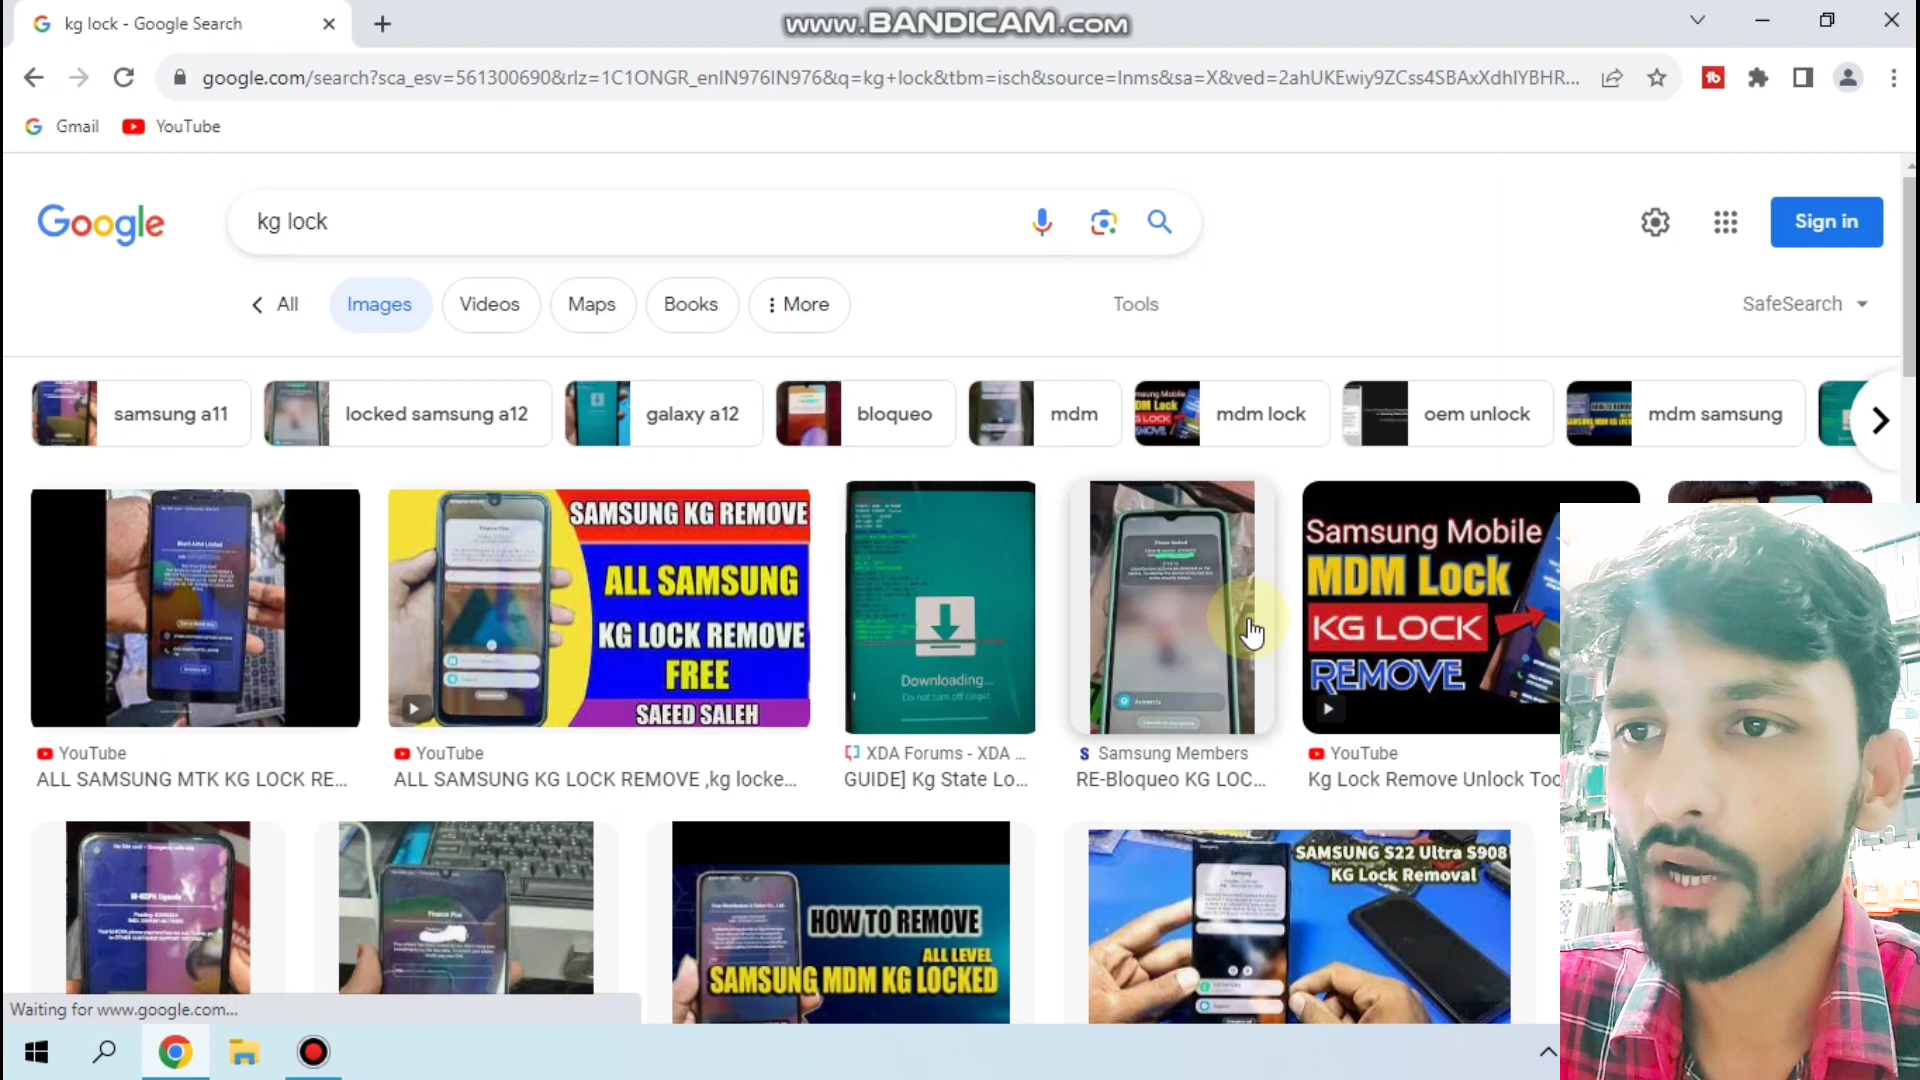 kg lock - Google Search
www.BANDICAM.com
google.com/search?sca_esv=561300690&rlz=1C1ONGR_enIN976IN976&q=kg+lock&tbm=isch&source=lnms&sa=X&ved=2ahUKEwiy9ZCss4SBAxXdhIYBHR...
Gmail
YouTube
Google
kg lock
Sign in
All
Images
Videos
Maps
Books
More
Tools
SafeSearch
samsung a11
locked samsung a12
galaxy a12
bloqueo
mdm
mdm lock
oem unlock
mdm samsung
SAMSUNG KG REMOVE
ALL SAMSUNG
KG LOCK REMOVE
FREE
SAEED SALEH
Downloading...
Do not turn off target
Samsung Mobile
MDM Lock
KG LOCK
REMOVE
YouTube
ALL SAMSUNG MTK KG LOCK RE...
YouTube
ALL SAMSUNG KG LOCK REMOVE ,kg locke...
XDA Forums - XDA ...
GUIDE] Kg State Lo...
Samsung Members
RE-Bloqueo KG LOC...
YouTube
Kg Lock Remove Unlock Too
HOW TO REMOVE
ALL LEVEL
SAMSUNG MDM KG LOCKED
SAMSUNG S22 Ultra S908
KG Lock Removal
Waiting for www.google.com...